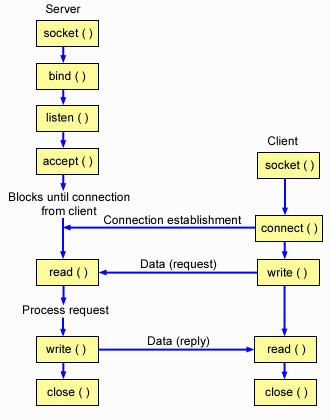 Server
socket ( )
bind ( )
listen ( )
accept ( )
Blocks until connection
from client
Client
socket ( )
Connection establishment
connect ( )
read ( )
Data (request)
write ( )
Process request
write ( )
Data (reply)
read ( )
close ( )
close ( )